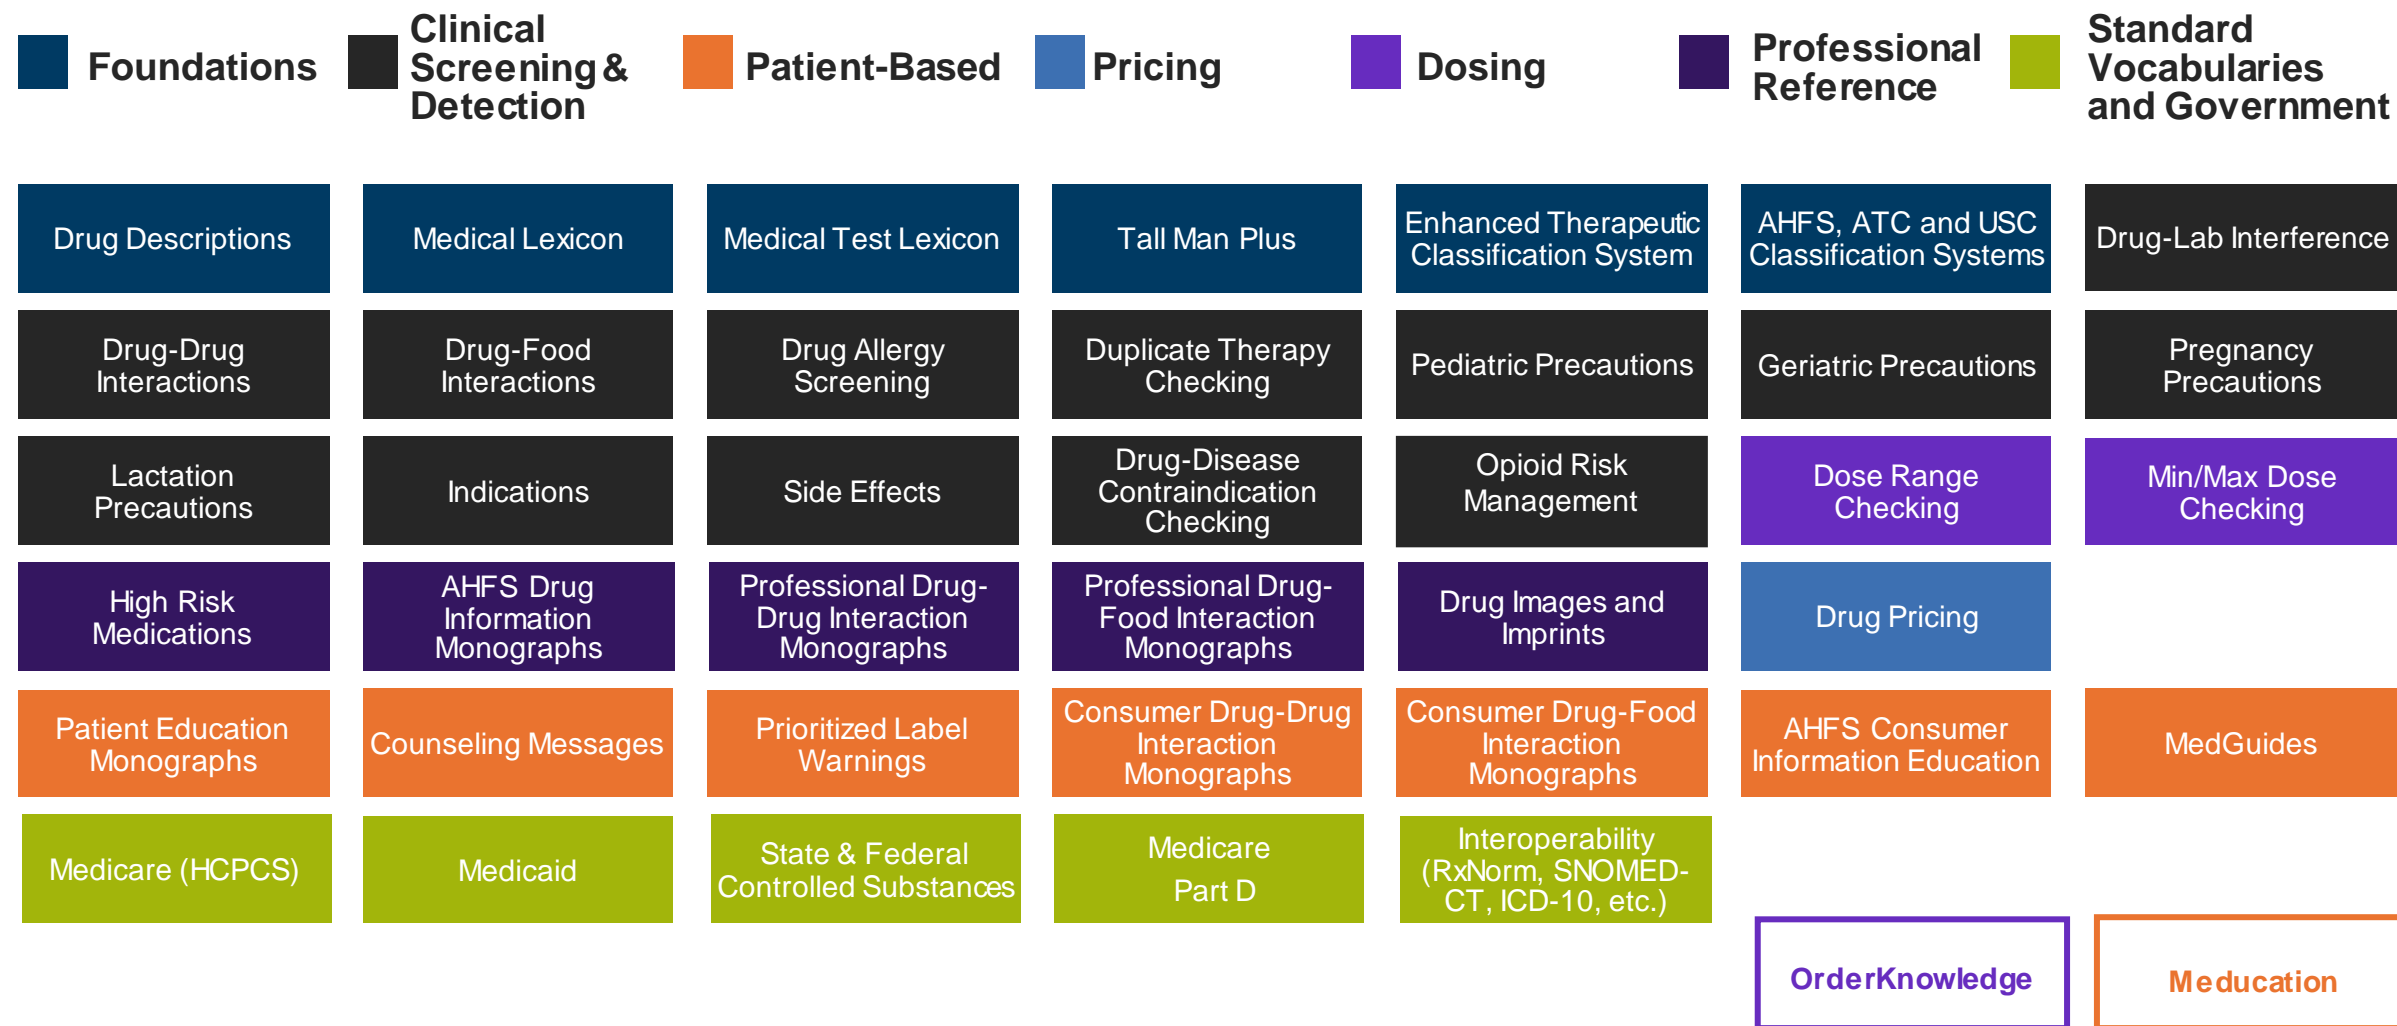 Foundations
Clinical
Screening &
Detection
Patient-Based
Pricing
Dosing
Professional
Reference
Standard
Vocabularies
and Government
Drug Descriptions
Medical Lexicon
Medical Test Lexicon
Tall Man Plus
Enhanced Therapeutic
Classification System
AHFS, ATC and USC
Classification Systems
Drug-Lab Interference
Drug-Drug
Interactions
Drug-Food
Interactions
Drug Allergy
Screening
Duplicate Therapy
Checking
Pediatric Precautions
Geriatric Precautions
Pregnancy
Precautions
Lactation
Precautions
Indications
Side Effects
Drug-Disease
Contraindication
Checking
Opioid Risk
Management
Dose Range
Checking
Min/Max Dose
Checking
High Risk
Medications
AHFS Drug
Information
Monographs
Professional Drug-
Drug Interaction
Monographs
Professional Drug-
Food Interaction
Monographs
Drug Images and
Imprints
Drug Pricing
Patient Education
Monographs
Counseling Messages
Prioritized Label
Warnings
Consumer Drug-Drug
Interaction
Monographs
Consumer Drug-Food
Interaction
Monographs
AHFS Consumer
Information Education
MedGuides
Medicare (HCPCS)
Medicaid
State & Federal
Controlled Substances
Medicare
Part D
Interoperability
(RxNorm, SNOMED-
CT, ICD-10, etc.)
OrderKnowledge
Meducation